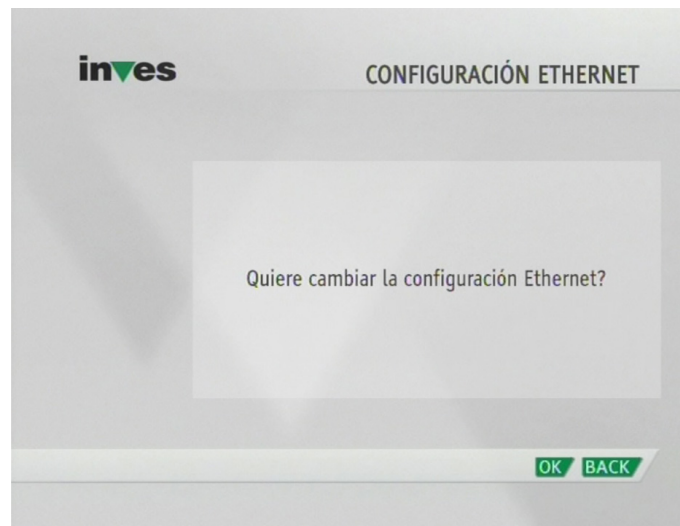 inves
CONFIGURACIÓN ETHERNET
Quiere cambiar la configuración Ethernet?
OK BACK